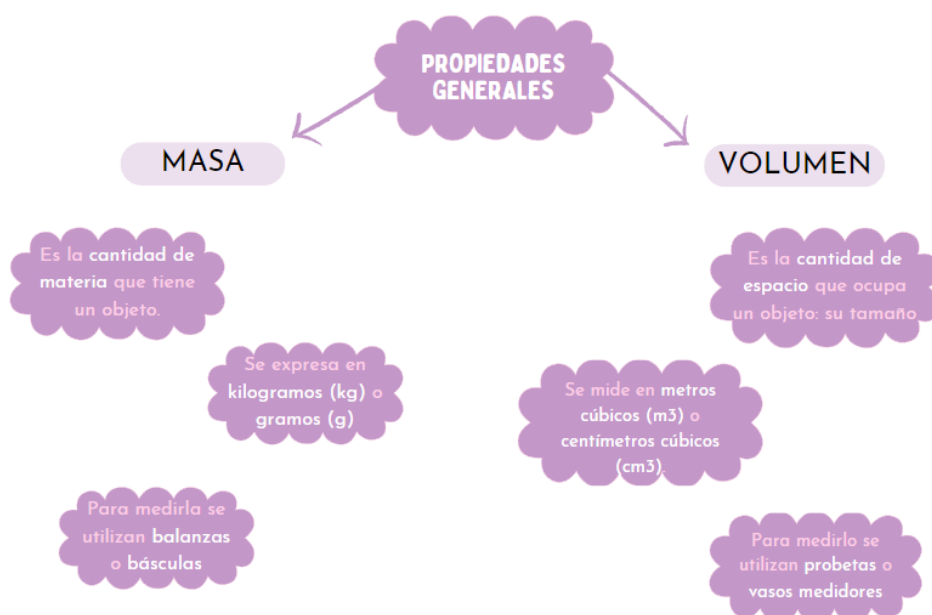 PROPIEDADES
GENERALES
MASA
VOLUMEN
Es la cantidad de
materia que tiene
un objeto.
Es la cantidad de
espacio que ocupa
un objeto: su tamaño
Se expresa en
kilogramos (kg) o
gramos (g)
Se mide en metros
cúbicos (m3) o
centímetros cúbicos
(cm3).
Para medirla se
utilizan balanzas
o básculas
Para medirlo se
utilizan probetas o
vasos medidores